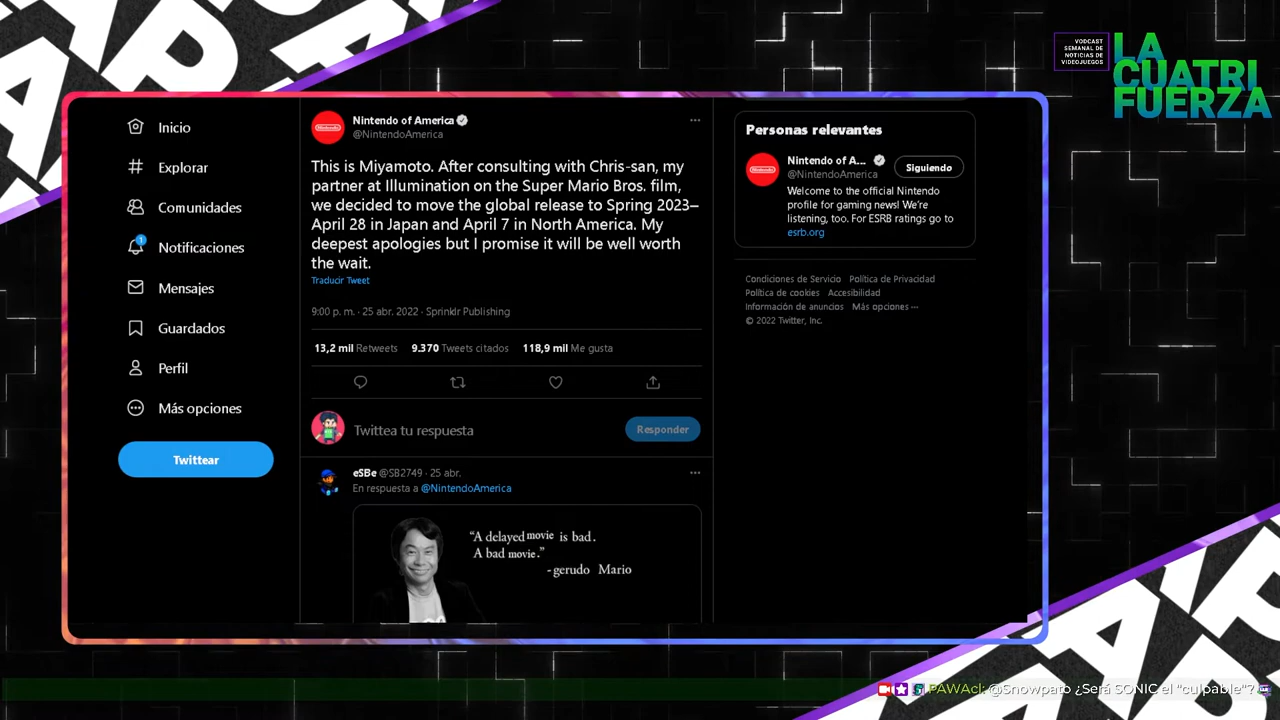 VODCAST
SEMANAL DE
NOTICIAS DE
VIDEOJUEGOS
LA
CUATRI
FUERZA
Inicio
Explorar
Comunidades
1
Notificaciones
Mensajes
Guardados
Perfil
Más opciones
Twittear
Nintendo of America
@NintendoAmerica
This is Miyamoto. After consulting with Chris-san, my
partner at Illumination on the Super Mario Bros. film,
we decided to move the global release to Spring 2023–
April 28 in Japan and April 7 in North America. My
deepest apologies but I promise it will be well worth
the wait.
Traducir Tweet
9:00 p. m. · 25 abr. 2022 · Sprinklr Publishing
13,2 mil Retweets 9.370 Tweets citados 118,9 mil Me gusta
Twittea tu respuesta
Responder
eSBe @SB2749 · 25 abr.
En respuesta a @NintendoAmerica
“A delayed movie is bad.
A bad movie.”
-gerudo Mario
Personas relevantes
Nintendo of A...
@NintendoAmerica
Siguiendo
Welcome to the official Nintendo
profile for gaming news! We're
listening, too. For ESRB ratings go to
esrb.org
Condiciones de Servicio Política de Privacidad
Política de cookies Accesibilidad
Información de anuncios Más opciones ···
© 2022 Twitter, Inc.
PAWAcl: @Snowpato ¿Será SONIC el "culpable"?